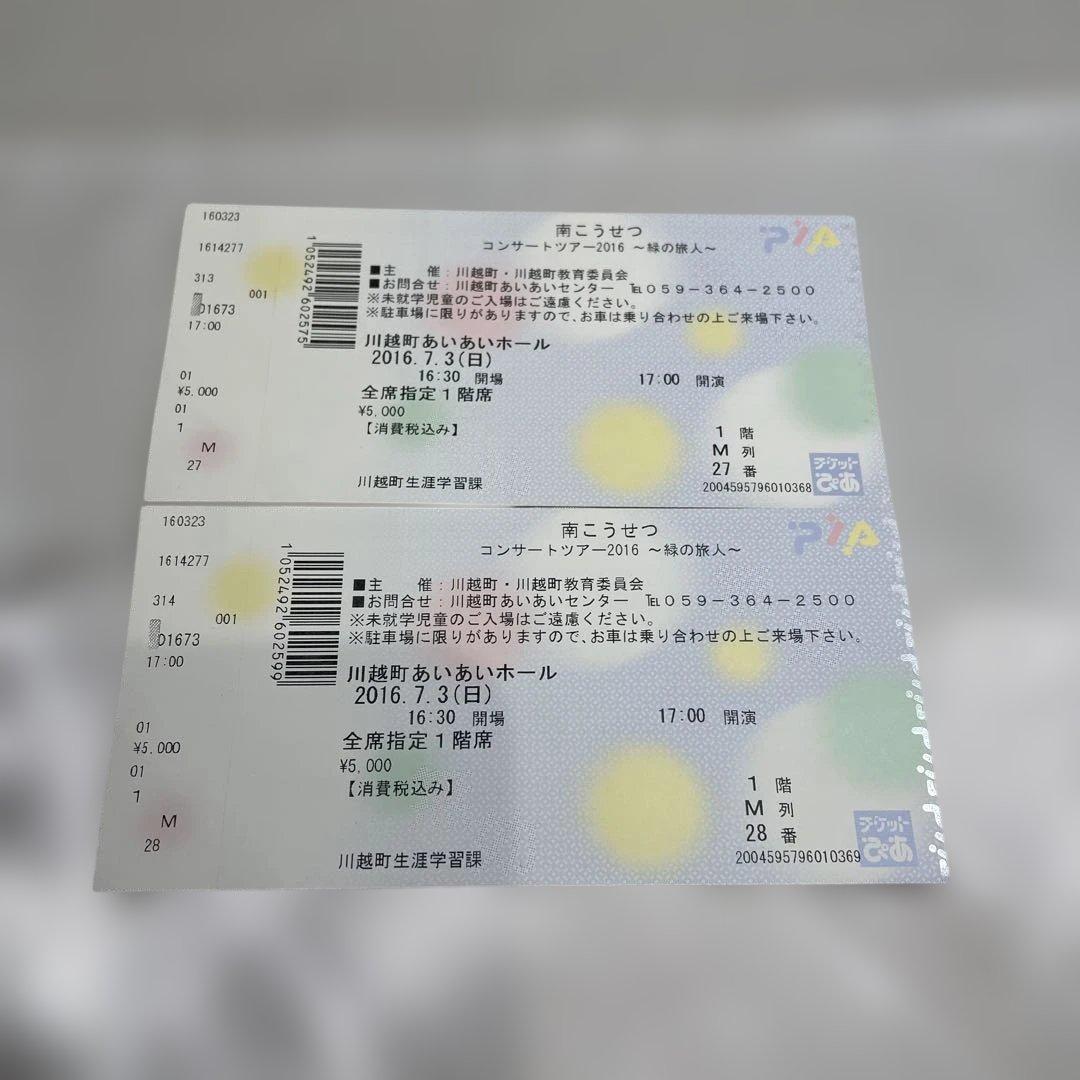 160323
1614277
313
001
01673
17:00
01
¥5,000
01
1
M
27
1052492602575
南こうせつ
コンサートツアー2016 ～緑の旅人～
PIA
■主　　催：川越町・川越町教育委員会
■お問合せ：川越町あいあいセンター　℡059-364-2500
※未就学児童のご入場はご遠慮ください。
※駐車場に限りがありますので、お車は乗り合わせの上ご来場下さい。
川越町あいあいホール
2016. 7. 3(日)
16:30 開場　17:00 開演
全席指定1階席
¥5,000
【消費税込み】
1 階
M 列
27 番
川越町生涯学習課
2004595796010368
チケットぴあ
160323
1614277
314
001
01673
17:00
01
¥5,000
01
1
M
28
1052492602599
南こうせつ
コンサートツアー2016 ～緑の旅人～
PIA
■主　　催：川越町・川越町教育委員会
■お問合せ：川越町あいあいセンター　℡059-364-2500
※未就学児童のご入場はご遠慮ください。
※駐車場に限りがありますので、お車は乗り合わせの上ご来場下さい。
川越町あいあいホール
2016. 7. 3(日)
16:30 開場　17:00 開演
全席指定1階席
¥5,000
【消費税込み】
1 階
M 列
28 番
川越町生涯学習課
2004595796010369
チケットぴあ